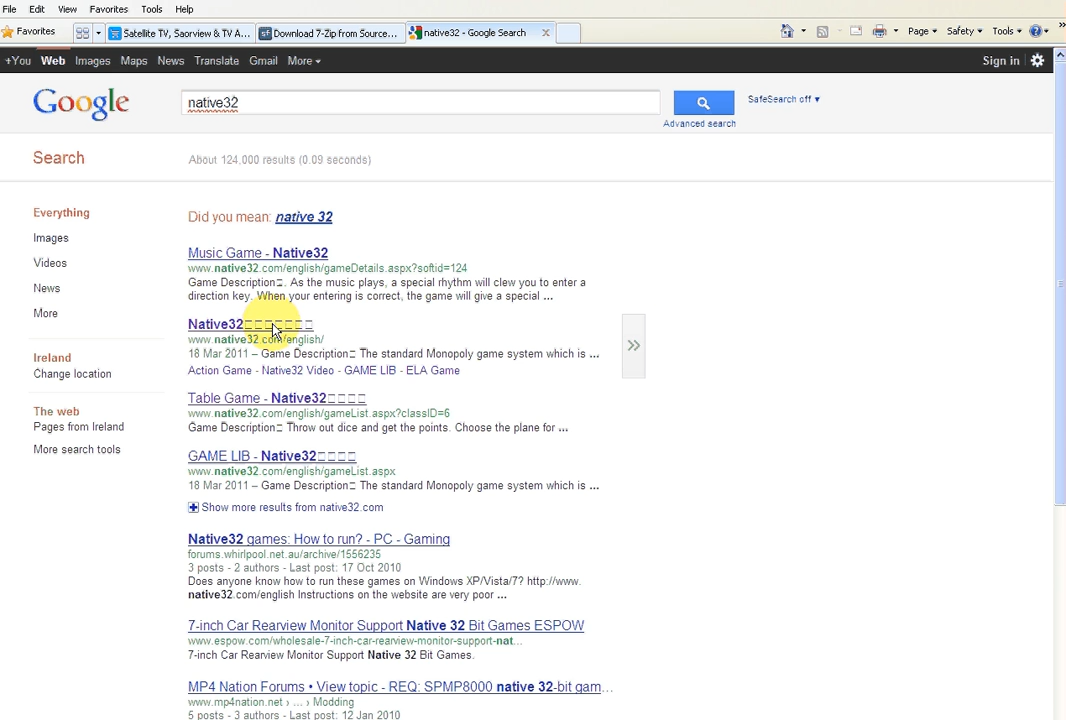 File Edit View Favorites Tools Help
Favorites Satellite TV, Saorview & TV A... Download 7-Zip from Source... native32 - Google Search Page Safety Tools
+You Web Images Maps News Translate Gmail More Sign in
Google native32 SafeSearch off
Advanced search
Search About 124,000 results (0.09 seconds)
Everything
Images
Videos
News
More
Ireland
Change location
The web
Pages from Ireland
More search tools
Did you mean: native 32
Music Game - Native32
www.native32.com/english/gameDetails.aspx?softid=124
Game Description□. As the music plays, a special rhythm will clew you to enter a
direction key. When your entering is correct, the game will give a special ...
Native32□□□□□□□
www.native32.com/english/
18 Mar 2011 – Game Description□ The standard Monopoly game system which is ...
Action Game - Native32 Video - GAME LIB - ELA Game
Table Game - Native32□□□□
www.native32.com/english/gameList.aspx?classID=6
Game Description□ Throw out dice and get the points. Choose the plane for ...
GAME LIB - Native32□□□□
www.native32.com/english/gameList.aspx
18 Mar 2011 – Game Description□ The standard Monopoly game system which is ...
Show more results from native32.com
Native32 games: How to run? - PC - Gaming
forums.whirlpool.net.au/archive/1556235
3 posts - 2 authors - Last post: 17 Oct 2010
Does anyone know how to run these games on Windows XP/Vista/7? http://www.
native32.com/english Instructions on the website are very poor ...
7-inch Car Rearview Monitor Support Native 32 Bit Games ESPOW
www.espow.com/wholesale-7-inch-car-rearview-monitor-support-nat...
7-inch Car Rearview Monitor Support Native 32 Bit Games.
MP4 Nation Forums • View topic - REQ: SPMP8000 native 32-bit gam...
www.mp4nation.net › ... › Modding
5 posts - 3 authors - Last post: 12 Jan 2010